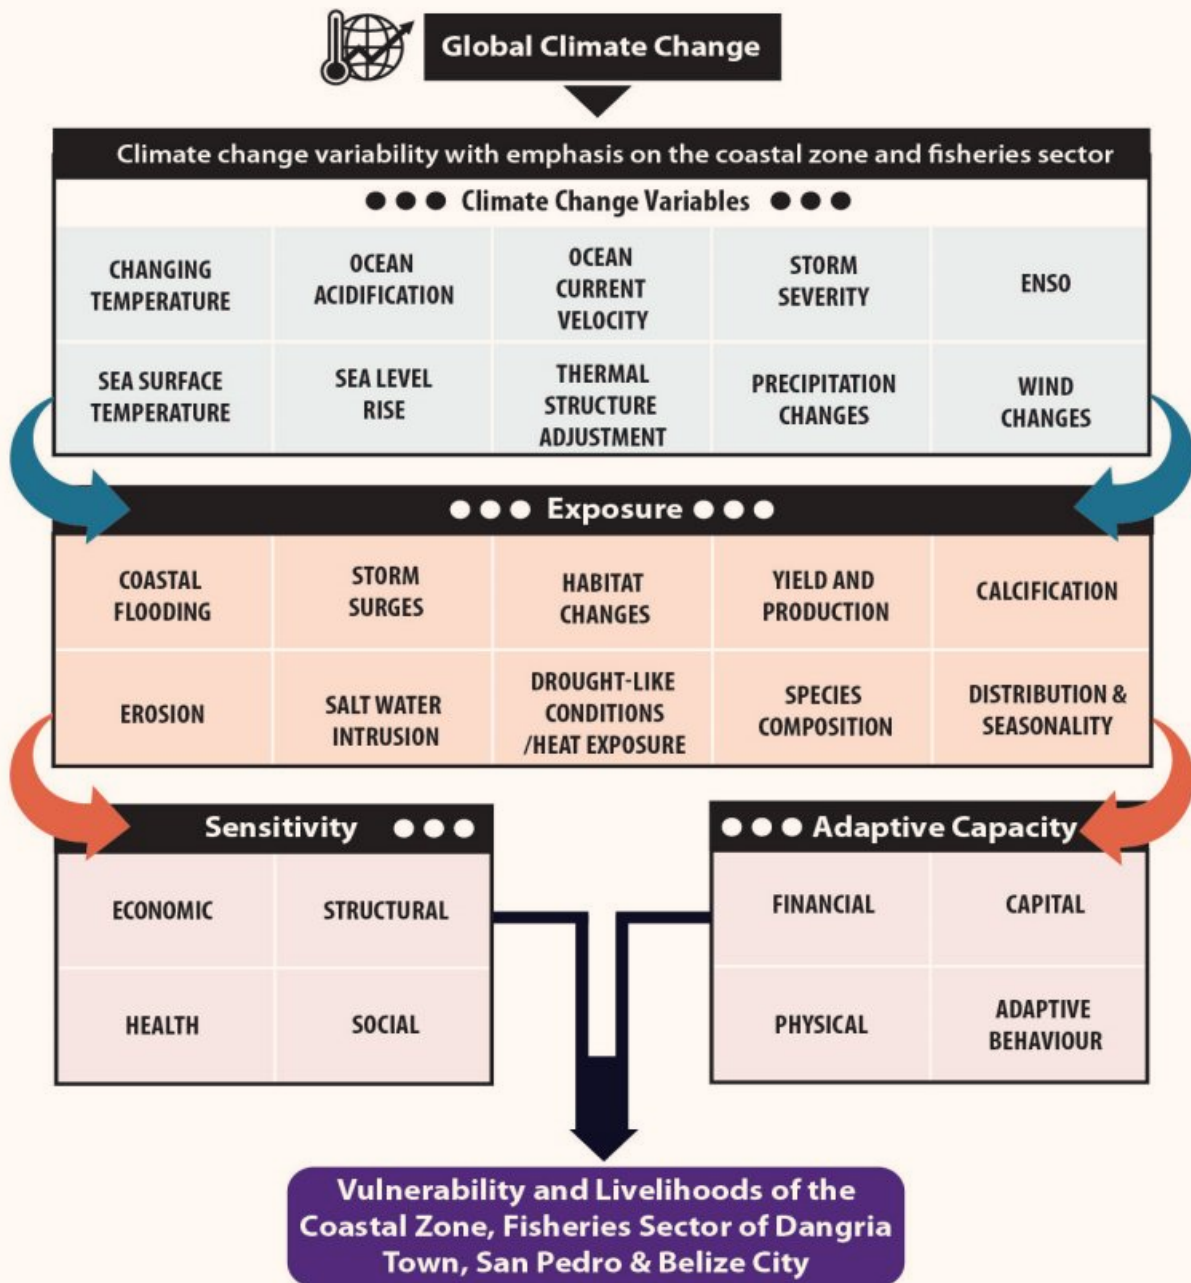 Global Climate Change
Climate change variability with emphasis on the coastal zone and fisheries sector
Climate Change Variables
CHANGING
TEMPERATURE
OCEAN
ACIDIFICATION
OCEAN
CURRENT
VELOCITY
STORM
SEVERITY
ENSO
SEA SURFACE
TEMPERATURE
SEA LEVEL
RISE
THERMAL
STRUCTURE
ADJUSTMENT
PRECIPITATION
CHANGES
WIND
CHANGES
Exposure
COASTAL
FLOODING
STORM
SURGES
HABITAT
CHANGES
YIELD AND
PRODUCTION
CALCIFICATION
EROSION
SALT WATER
INTRUSION
DROUGHT-LIKE
CONDITIONS
/HEAT EXPOSURE
SPECIES
COMPOSITION
DISTRIBUTION &
SEASONALITY
Sensitivity
ECONOMIC
STRUCTURAL
HEALTH
SOCIAL
Adaptive Capacity
FINANCIAL
CAPITAL
PHYSICAL
ADAPTIVE
BEHAVIOUR
Vulnerability and Livelihoods of the
Coastal Zone, Fisheries Sector of Dangria
Town, San Pedro & Belize City